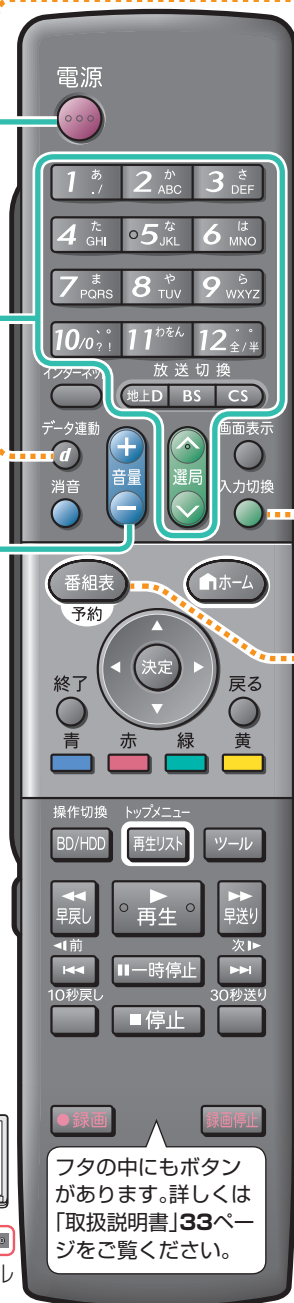 電源
1 あ ./ 2 か ABC 3 さ DEF
4 た GHI 5 な JKL 6 は MNO
7 ま PQRS 8 や TUV 9 ら WXYZ
10/0 、。?! 11 わをん 12 ゛゜全/半
インターネット 放送切換
地上D BS CS
データ連動 画面表示
d + 音量 − 選局
消音 入力切換
番組表 ホーム
予約
決定
終了 戻る
青 赤 緑 黄
操作切換 トップメニュー
BD/HDD 再生リスト ツール
早戻し 再生 早送り
前 次
一時停止
10秒戻し 30秒送り
停止
録画 録画停止
フタの中にもボタン
があります。詳しくは
「取扱説明書」33ペー
ジをご覧ください。